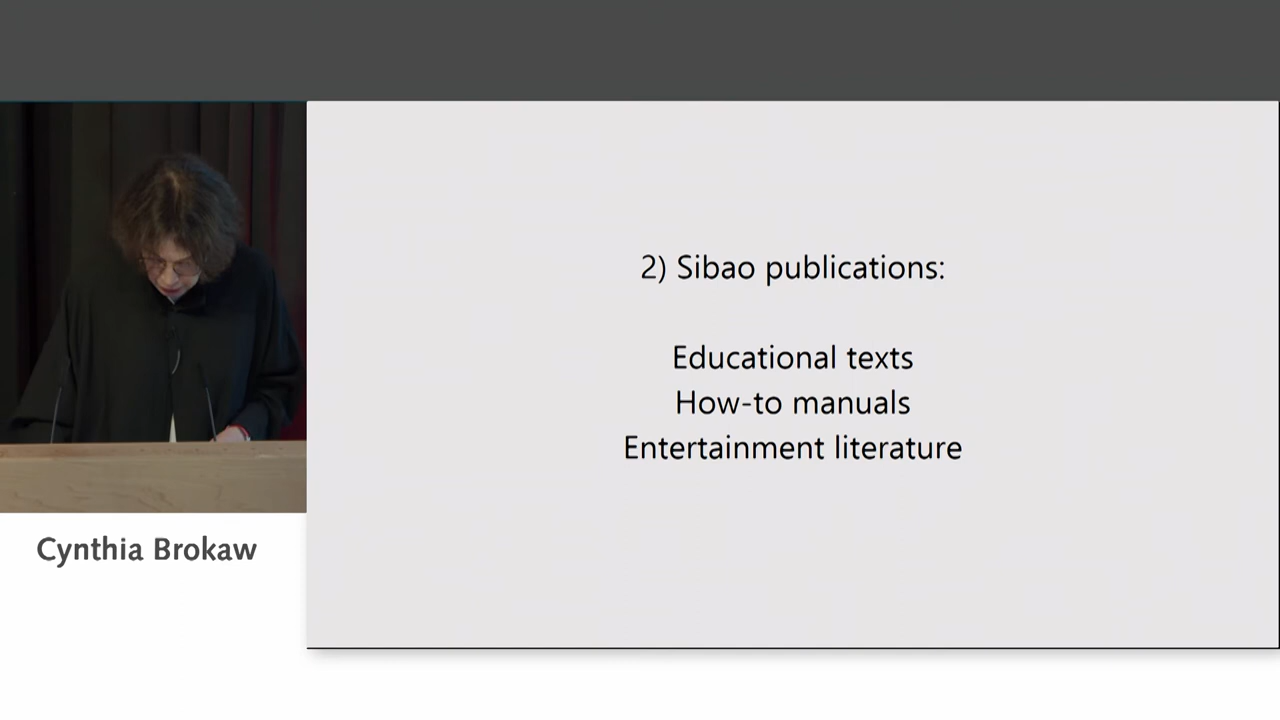 2) Sibao publications:
Educational texts
How-to manuals
Entertainment literature
Cynthia Brokaw